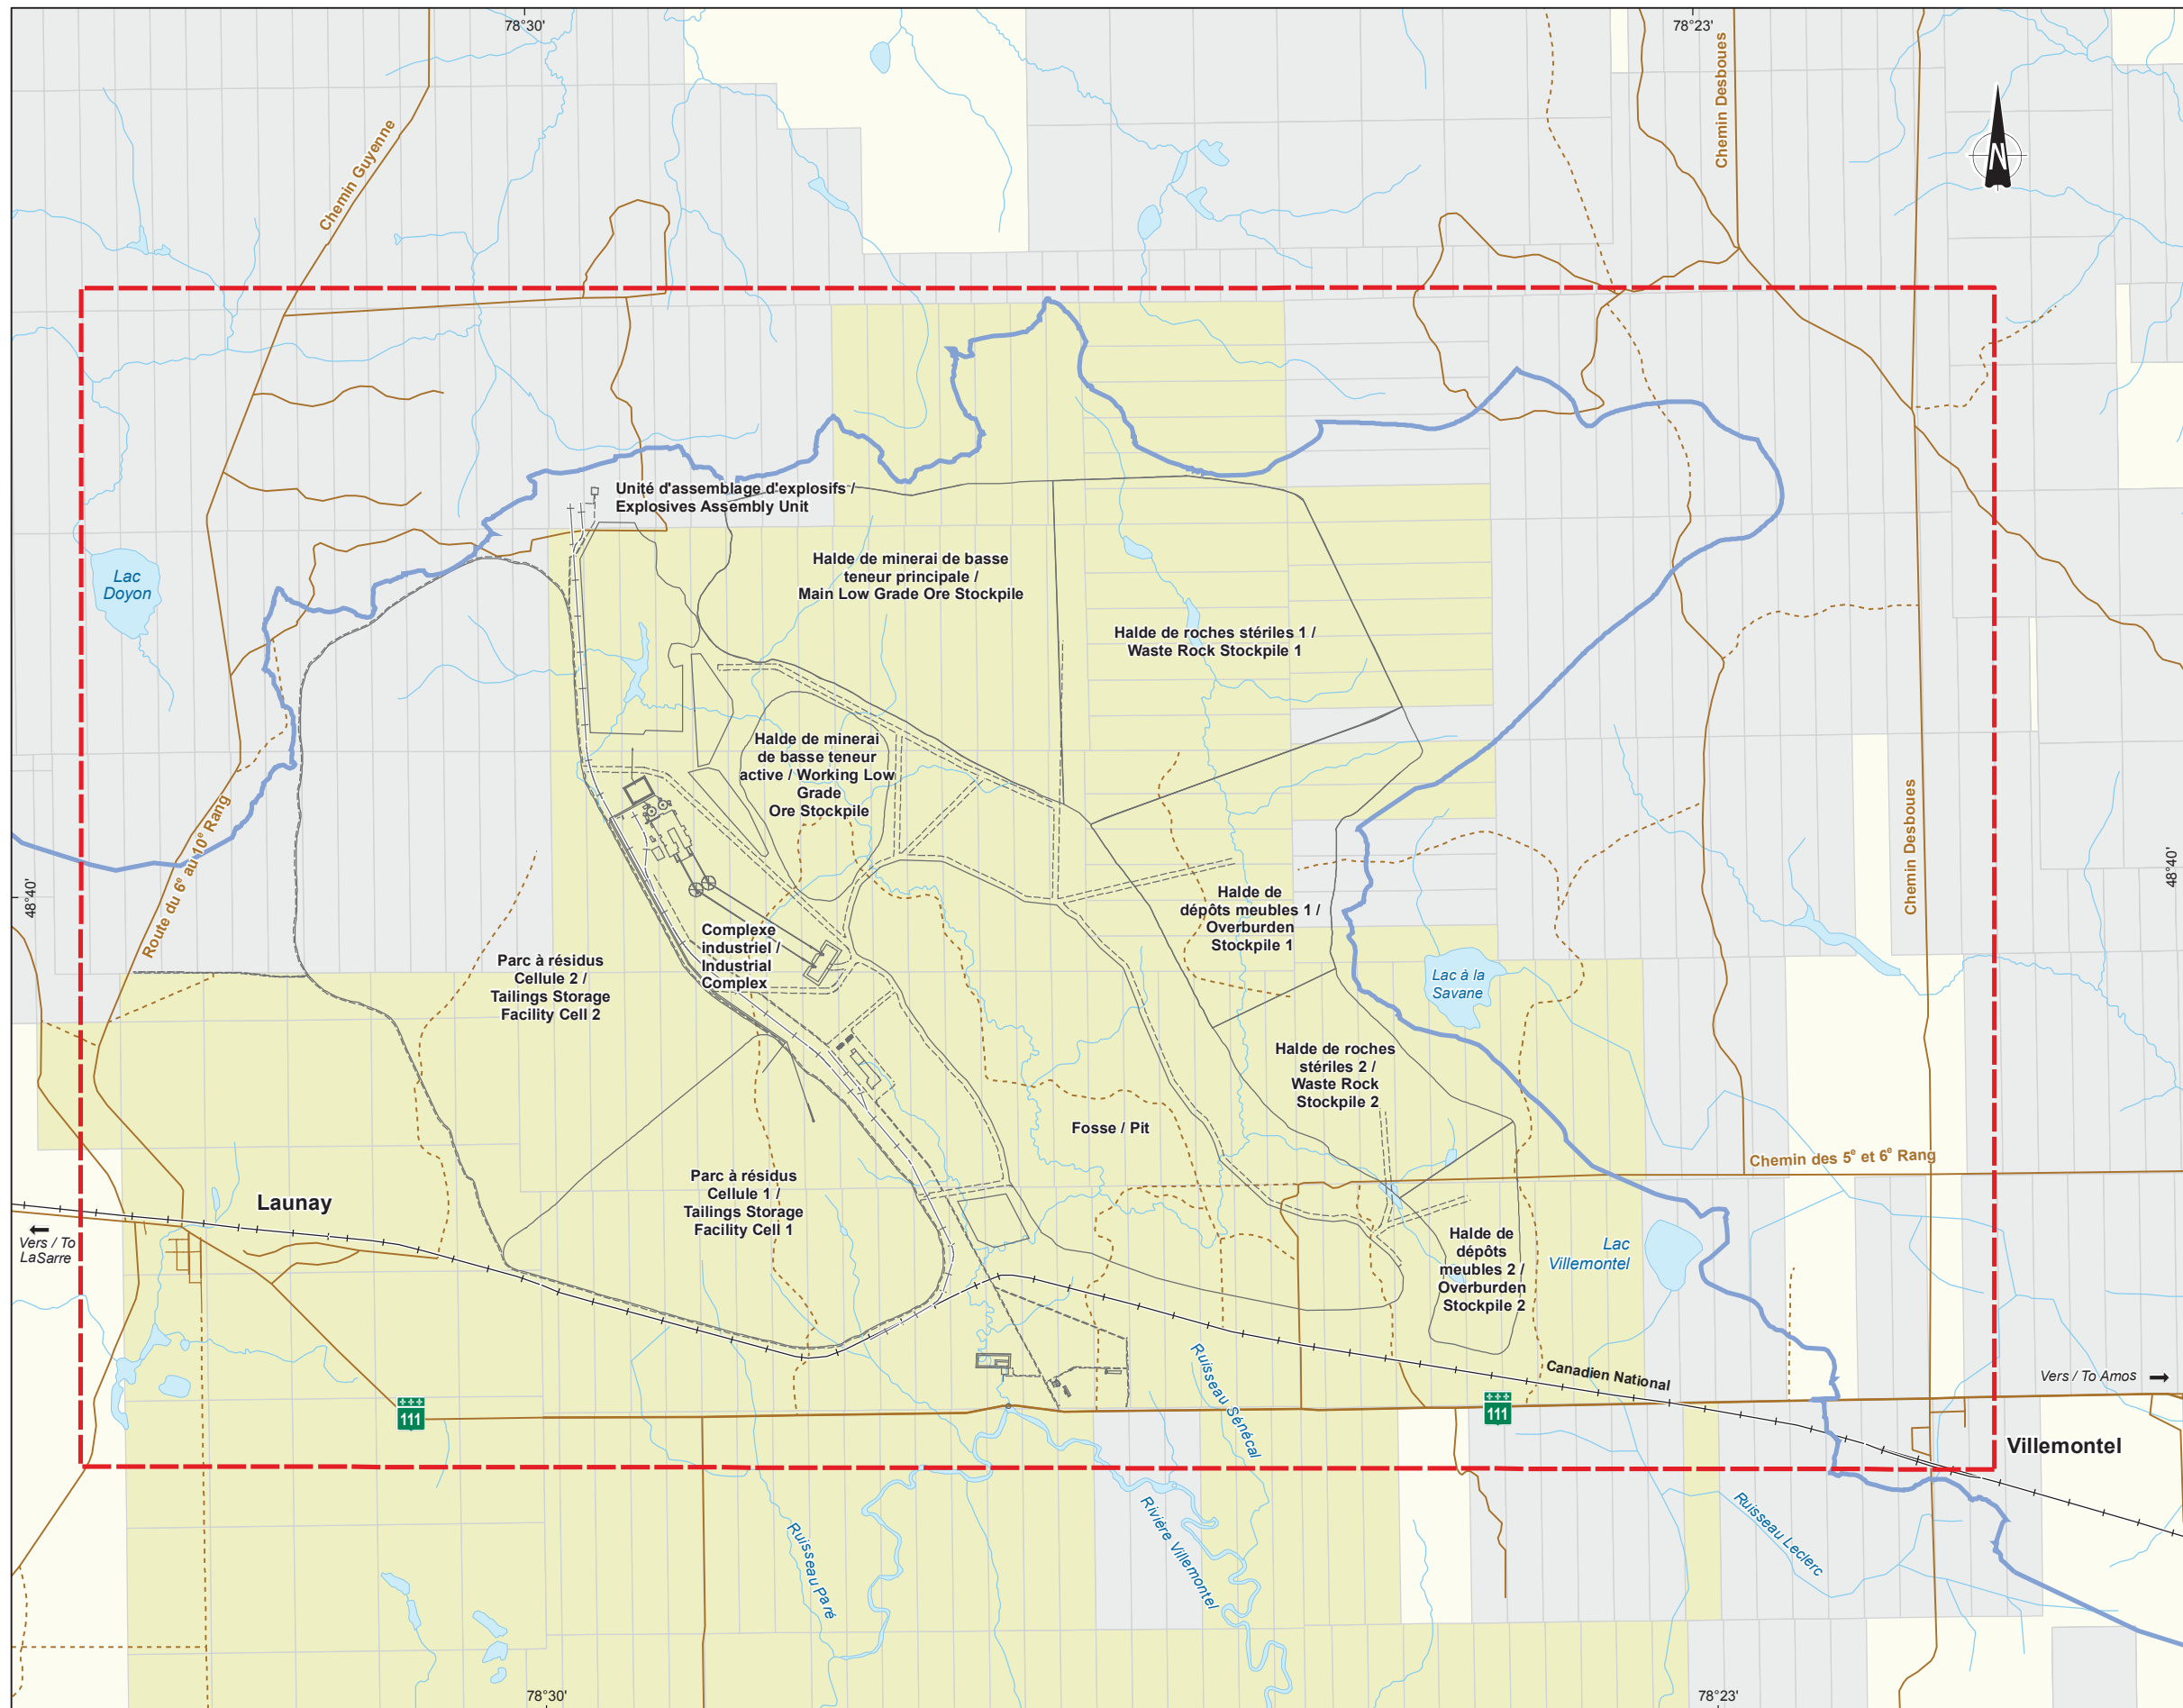 78°30'
78°23'
Chemin Desboues
Chemin Guyenne
N
Unité d'assemblage d'explosifs /
Explosives Assembly Unit
Halde de minerai de basse
teneur principale /
Main Low Grade Ore Stockpile
Lac
Doyon
Halde de roches stériles 1 /
Waste Rock Stockpile 1
Halde de minerai
de basse teneur
active / Working Low
Grade
Ore Stockpile
Route du 6e au 10e Rang
Chemin Desboues
48°40'
48°40'
Halde de
dépôts meubles 1 /
Overburden
Stockpile 1
Complexe
industriel /
Industrial
Complex
Parc à résidus
Cellule 2 /
Tailings Storage
Facility Cell 2
Lac à la
Savane
Halde de roches
stériles 2 /
Waste Rock
Stockpile 2
Fosse / Pit
Chemin des 5e et 6e Rang
Parc à résidus
Cellule 1 /
Tailings Storage
Facility Cell 1
Launay
Vers / To
LaSarre
Halde de
dépôts
meubles 2 /
Overburden
Stockpile 2
Lac
Villemontel
Canadien National
Vers / To Amos
Ruisseau Sénécal
111
111
Villemontel
Ruisseau Paré
Rivière Villemontel
Ruisseau Leclerc
78°30'
78°23'